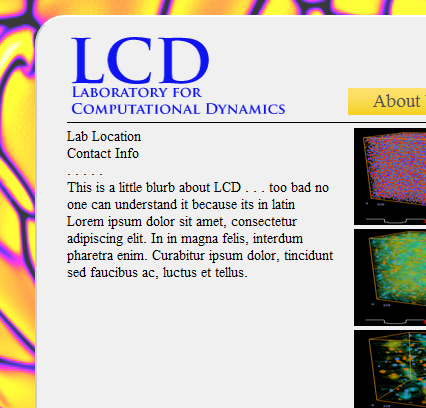 LCD
LABORATORY FOR
COMPUTATIONAL DYNAMICS
About
Lab Location
Contact Info
. . . . .
This is a little blurb about LCD . . . too bad no
one can understand it because its in latin
Lorem ipsum dolor sit amet, consectetur
adipiscing elit. In in magna felis, interdum
pharetra enim. Curabitur ipsum dolor, tincidunt
sed faucibus ac, luctus et tellus.